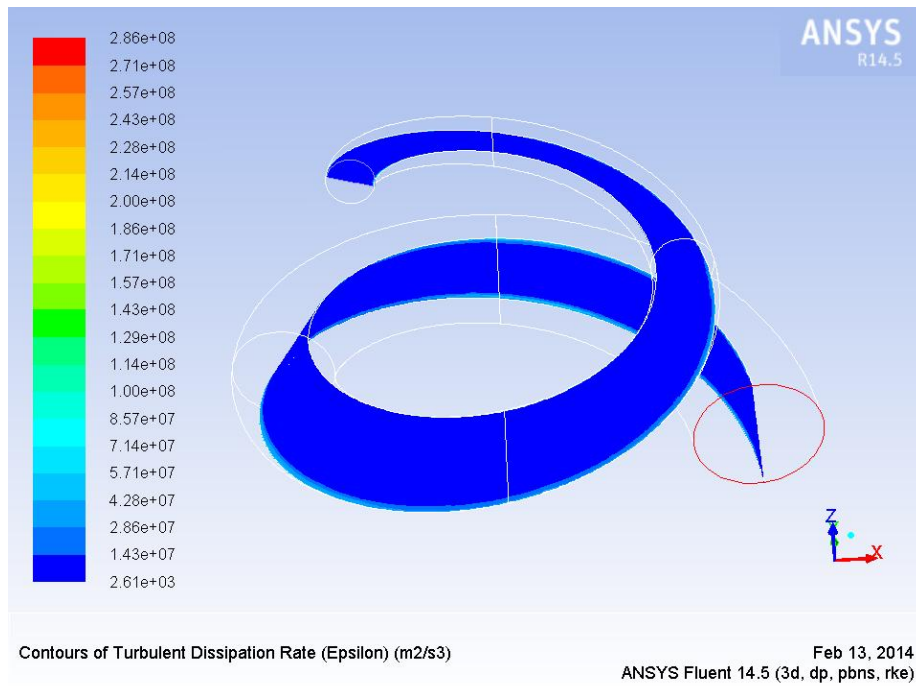 ANSYS
R14.5
2.86e+08
2.71e+08
2.57e+08
2.43e+08
2.28e+08
2.14e+08
2.00e+08
1.86e+08
1.71e+08
1.57e+08
1.43e+08
1.29e+08
1.14e+08
1.00e+08
8.57e+07
7.14e+07
5.71e+07
4.28e+07
2.86e+07
1.43e+07
2.61e+03
Z
X
Contours of Turbulent Dissipation Rate (Epsilon) (m2/s3)
Feb 13, 2014
ANSYS Fluent 14.5 (3d, dp, pbns, rke)